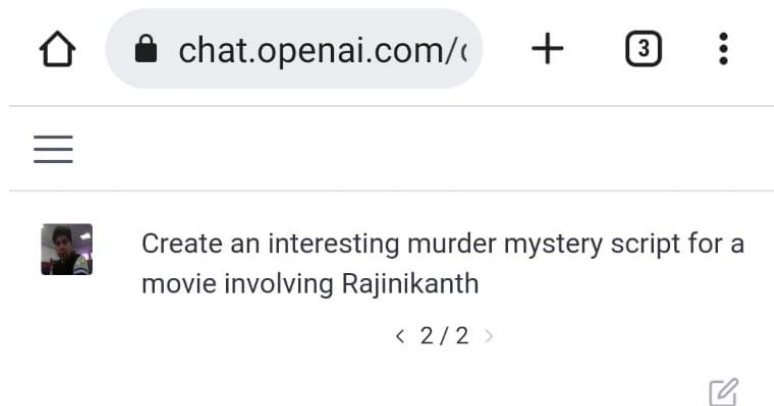 chat.openai.com/
3
Create an interesting murder mystery script for a
movie involving Rajinikanth
< 2 / 2 >